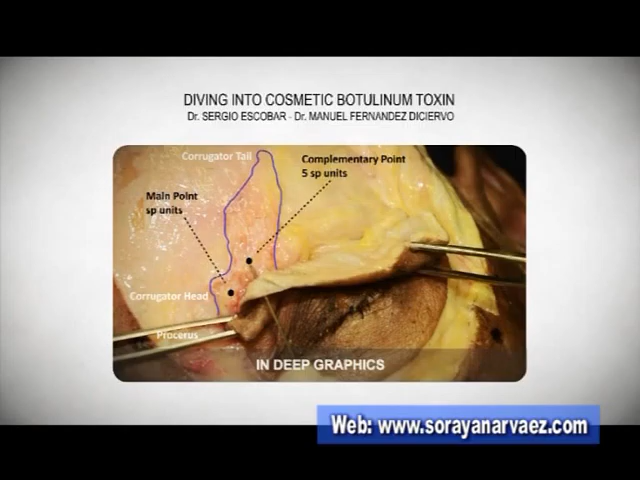 DIVING INTO COSMETIC BOTULINUM TOXIN
Dr. SERGIO ESCOBAR - Dr. MANUEL FERNANDEZ DICIERVO
Corrugator Tail
Complementary Point
5 sp units
Main Point
sp units
Corrugator Head
Procerus
IN DEEP GRAPHICS
Web: www.sorayanarvaez.com